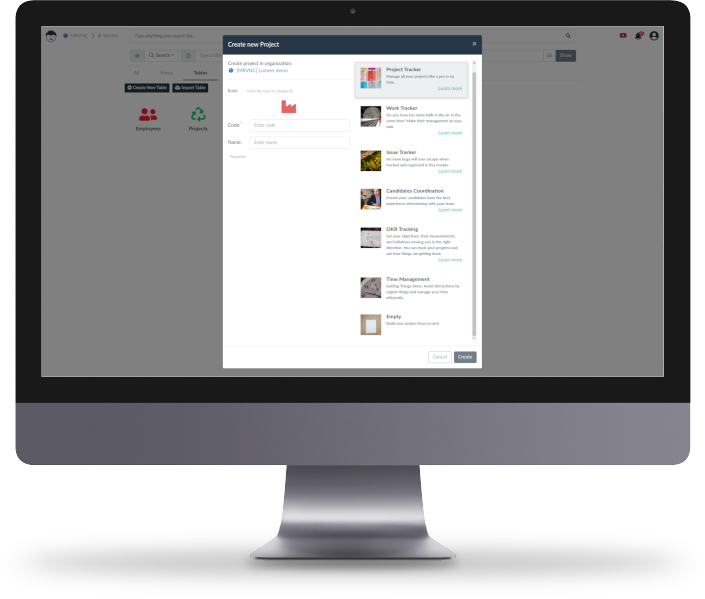 [MRVNC] > WORK
Type anything you search for...
Search
Share
All
Views
Tables
Create New Table
Import Table
Employees
Projects
Create new Project
×
Create project in organization:
[MRVNC] Lumeer demo
Icon:
(click the icon to change it)
Code:*
Enter code
Name:
Enter name
* Required
Project Tracker
Manage all your projects like a pro in no
time.
Learn more
Work Tracker
Do you have too many balls in the air at the
same time? Make their management an easy
task.
Learn more
Issue Tracker
No more bugs will ever escape when
tracked and organized in this tracker.
Learn more
Candidates Coordination
Ensure your candidates have the best
experience interviewing with your team.
Learn more
OKR Tracking
Set your objectives, their measurements,
and initiatives moving you in the right
direction. You can track your progress and
see how things are getting done.
Learn more
Time Management
Getting Things Done. Avoid distractions by
urgent things and manage your time
efficiently.
Empty
Build your project from scratch
Cancel
Create